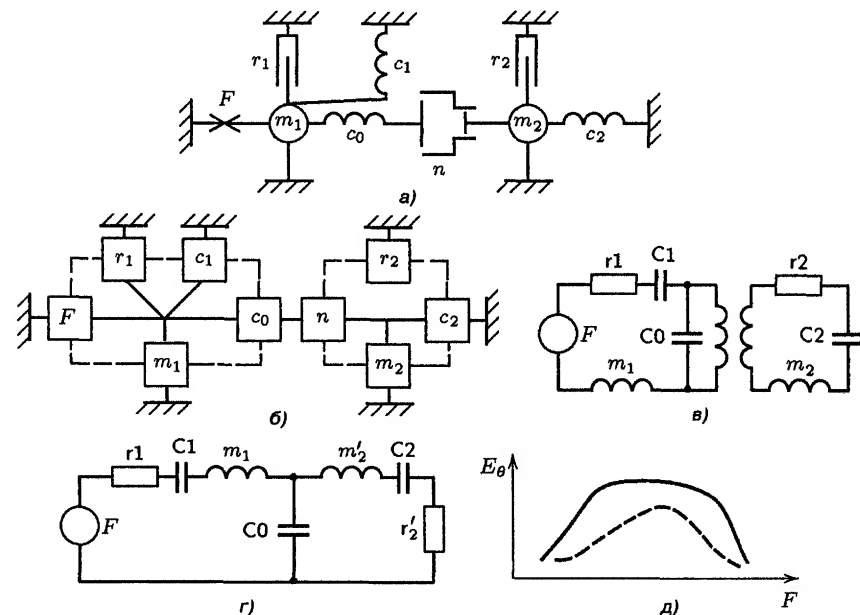 r₁
c₁
r₂
F
m₁
c₀
n
m₂
c₂
а)
r₁
c₁
r₂
F
c₀
n
c₂
m₁
m₂
б)
r1
C1
F
C0
m₁
r2
C2
m₂
в)
r1
C1
m₁
m′₂
C2
F
C0
r′₂
г)
E_θ
F
д)